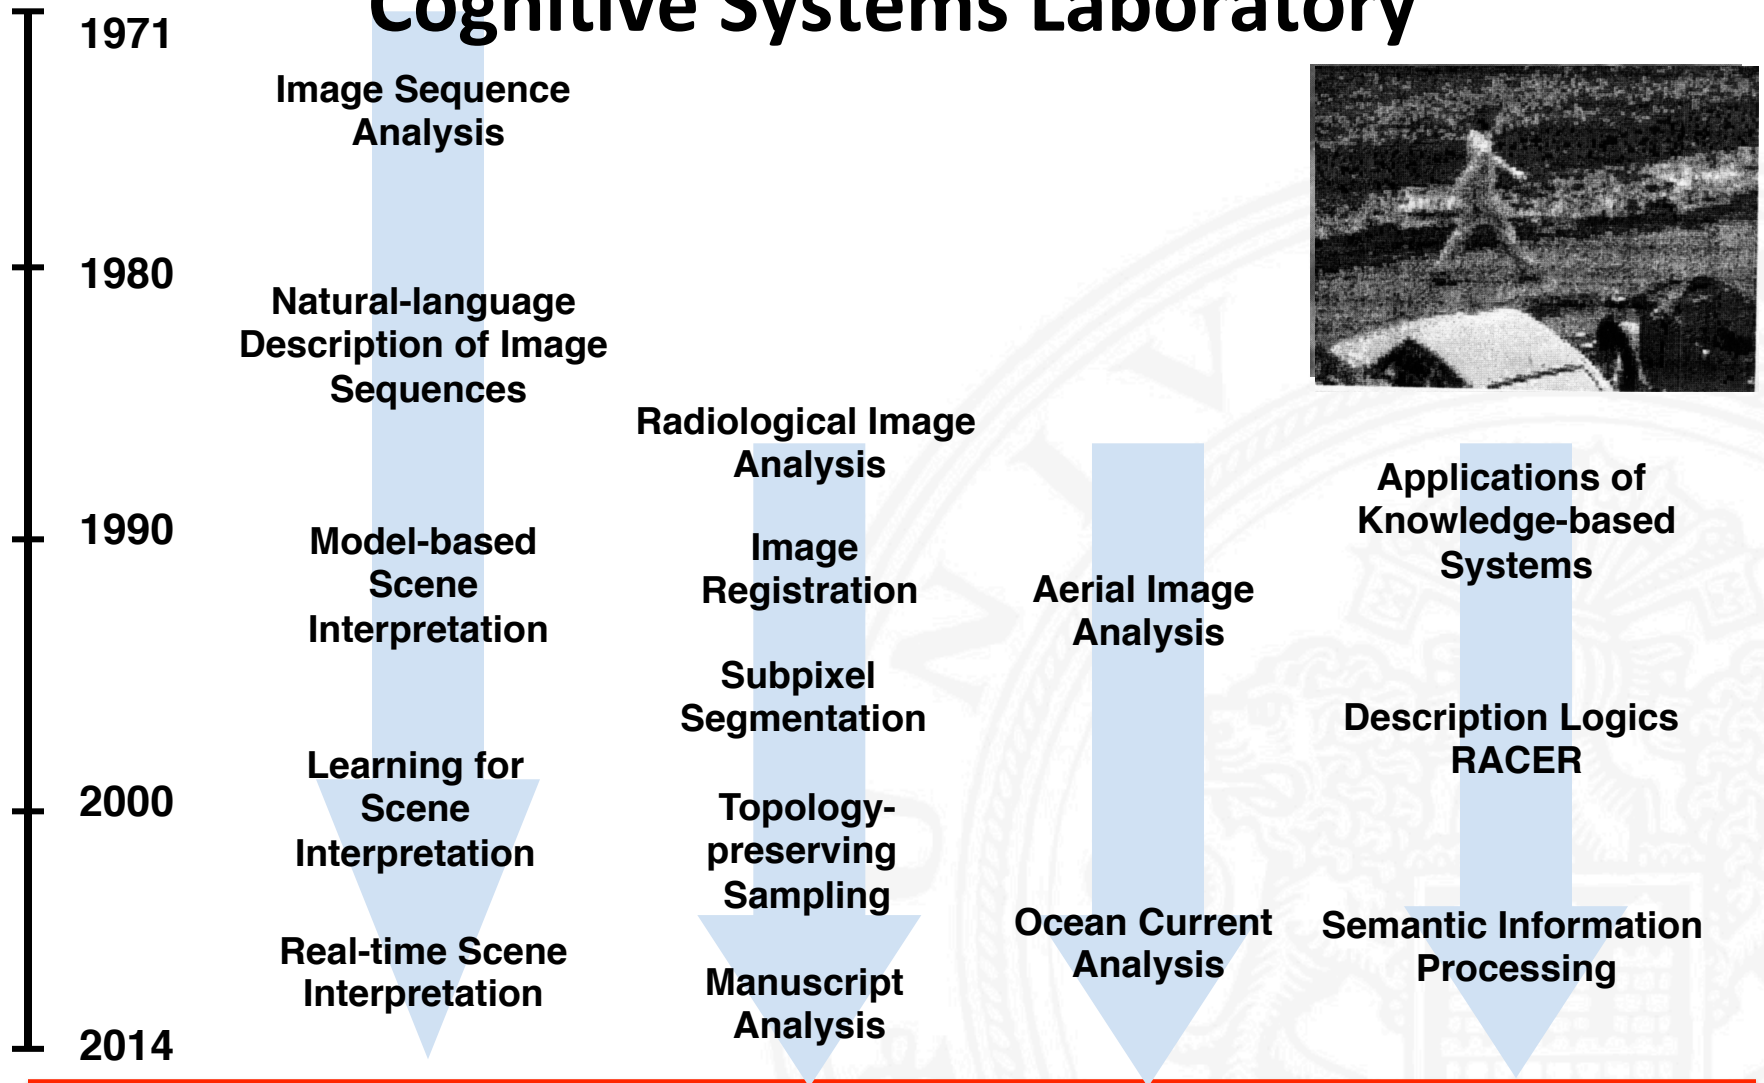 Cognitive Systems Laboratory
1971
1980
1990
2000
2014
Image Sequence
Analysis
Natural-language
Description of Image
Sequences
Model-based
Scene
Interpretation
Learning for
Scene
Interpretation
Real-time Scene
Interpretation
Radiological Image
Analysis
Image
Registration
Subpixel
Segmentation
Topology-
preserving
Sampling
Manuscript
Analysis
Aerial Image
Analysis
Ocean Current
Analysis
Applications of
Knowledge-based
Systems
Description Logics
RACER
Semantic Information
Processing
UNIV